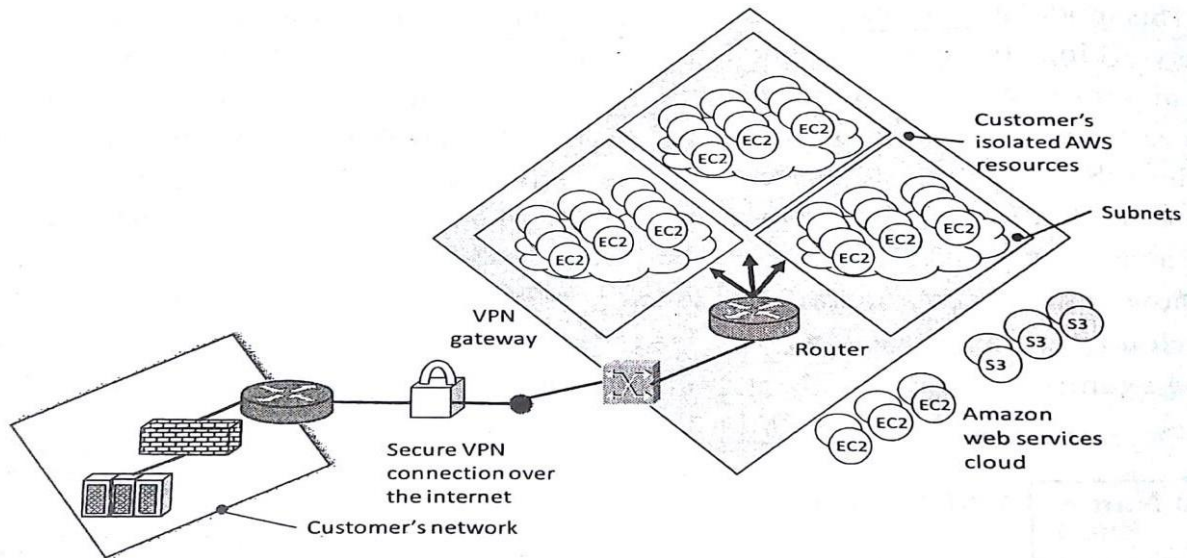 EC2
EC2
EC2
Customer's
isolated AWS
resources
EC2
EC2
EC2
EC2
EC2
EC2
Subnets
VPN
gateway
Router
S3
S3
S3
EC2
EC2
EC2
Amazon
web services
cloud
Secure VPN
connection over
the internet
Customer's network